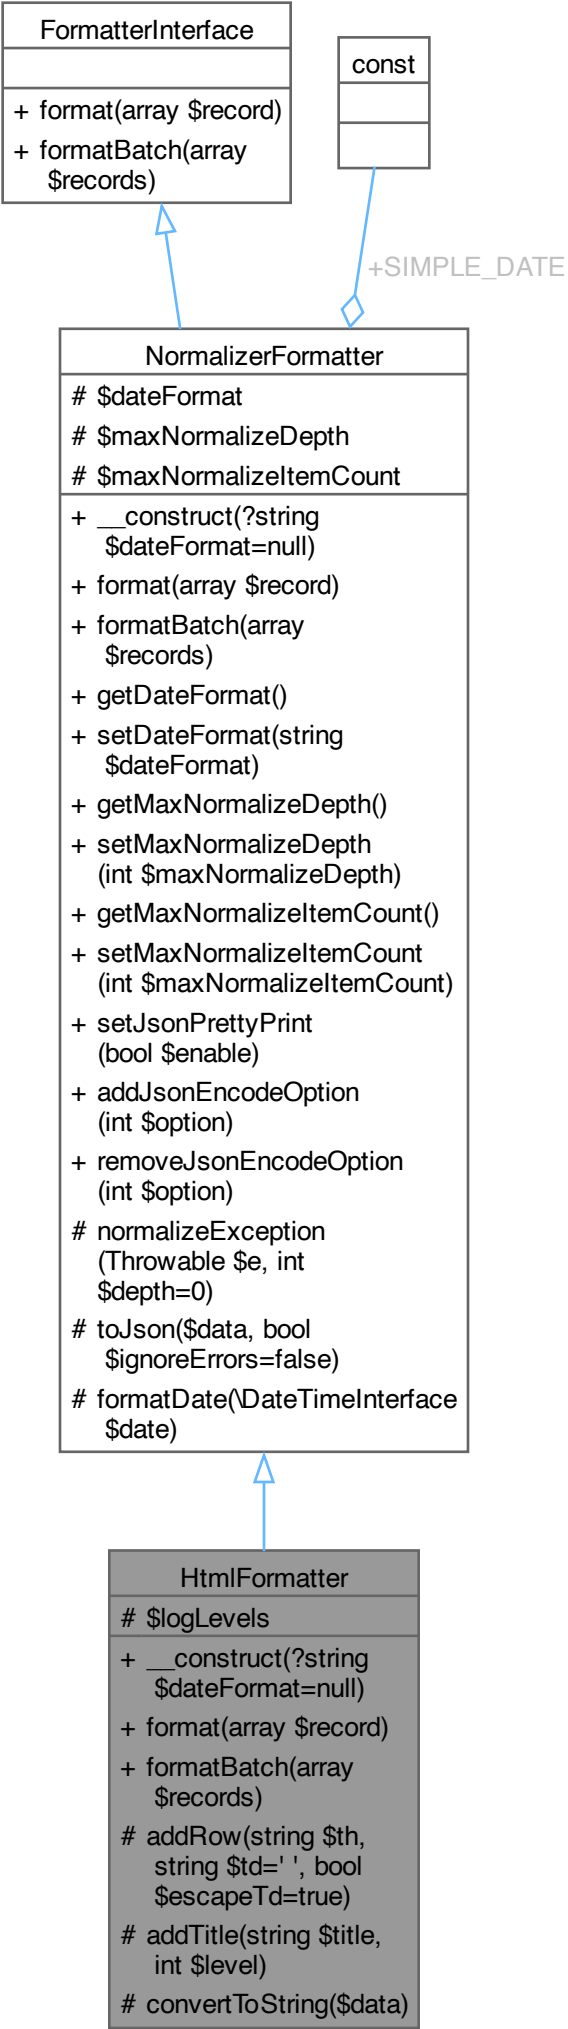 FormatterInterface
+ format(array $record)
+ formatBatch(array
$records)
const
+SIMPLE_DATE
NormalizerFormatter
# $dateFormat
# $maxNormalizeDepth
# $maxNormalizeItemCount
+ __construct(?string
$dateFormat=null)
+ format(array $record)
+ formatBatch(array
$records)
+ getDateFormat()
+ setDateFormat(string
$dateFormat)
+ getMaxNormalizeDepth()
+ setMaxNormalizeDepth
(int $maxNormalizeDepth)
+ getMaxNormalizeItemCount()
+ setMaxNormalizeItemCount
(int $maxNormalizeItemCount)
+ setJsonPrettyPrint
(bool $enable)
+ addJsonEncodeOption
(int $option)
+ removeJsonEncodeOption
(int $option)
# normalizeException
(Throwable $e, int
$depth=0)
# toJson($data, bool
$ignoreErrors=false)
# formatDate(\DateTimeInterface
$date)
HtmlFormatter
# $logLevels
+ __construct(?string
$dateFormat=null)
+ format(array $record)
+ formatBatch(array
$records)
# addRow(string $th,
string $td=' ', bool
$escapeTd=true)
# addTitle(string $title,
int $level)
# convertToString($data)